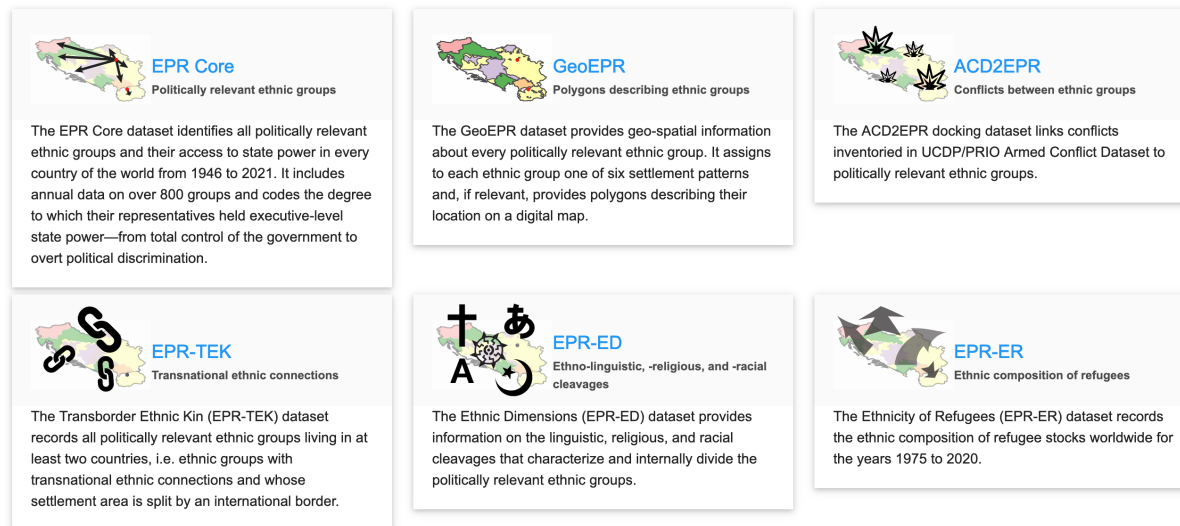 EPR Core
Politically relevant ethnic groups
The EPR Core dataset identifies all politically relevant
ethnic groups and their access to state power in every
country of the world from 1946 to 2021. It includes
annual data on over 800 groups and codes the degree
to which their representatives held executive-level
state power—from total control of the government to
overt political discrimination.
GeoEPR
Polygons describing ethnic groups
The GeoEPR dataset provides geo-spatial information
about every politically relevant ethnic group. It assigns
to each ethnic group one of six settlement patterns
and, if relevant, provides polygons describing their
location on a digital map.
ACD2EPR
Conflicts between ethnic groups
The ACD2EPR docking dataset links conflicts
inventoried in UCDP/PRIO Armed Conflict Dataset to
politically relevant ethnic groups.
EPR-TEK
Transnational ethnic connections
The Transborder Ethnic Kin (EPR-TEK) dataset
records all politically relevant ethnic groups living in at
least two countries, i.e. ethnic groups with
transnational ethnic connections and whose
settlement area is split by an international border.
あ
A
EPR-ED
Ethno-linguistic, -religious, and -racial
cleavages
The Ethnic Dimensions (EPR-ED) dataset provides
information on the linguistic, religious, and racial
cleavages that characterize and internally divide the
politically relevant ethnic groups.
EPR-ER
Ethnic composition of refugees
The Ethnicity of Refugees (EPR-ER) dataset records
the ethnic composition of refugee stocks worldwide for
the years 1975 to 2020.